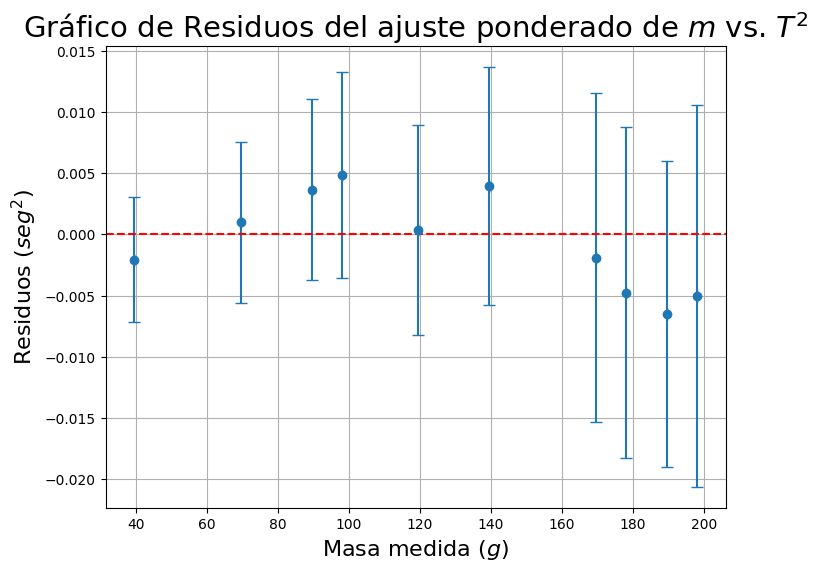 Gráfico de Residuos del ajuste ponderado de m vs. T²
Residuos (seg²)
0.015
0.010
0.005
0.000
−0.005
−0.010
−0.015
−0.020
40 60 80 100 120 140 160 180 200
Masa medida (g)